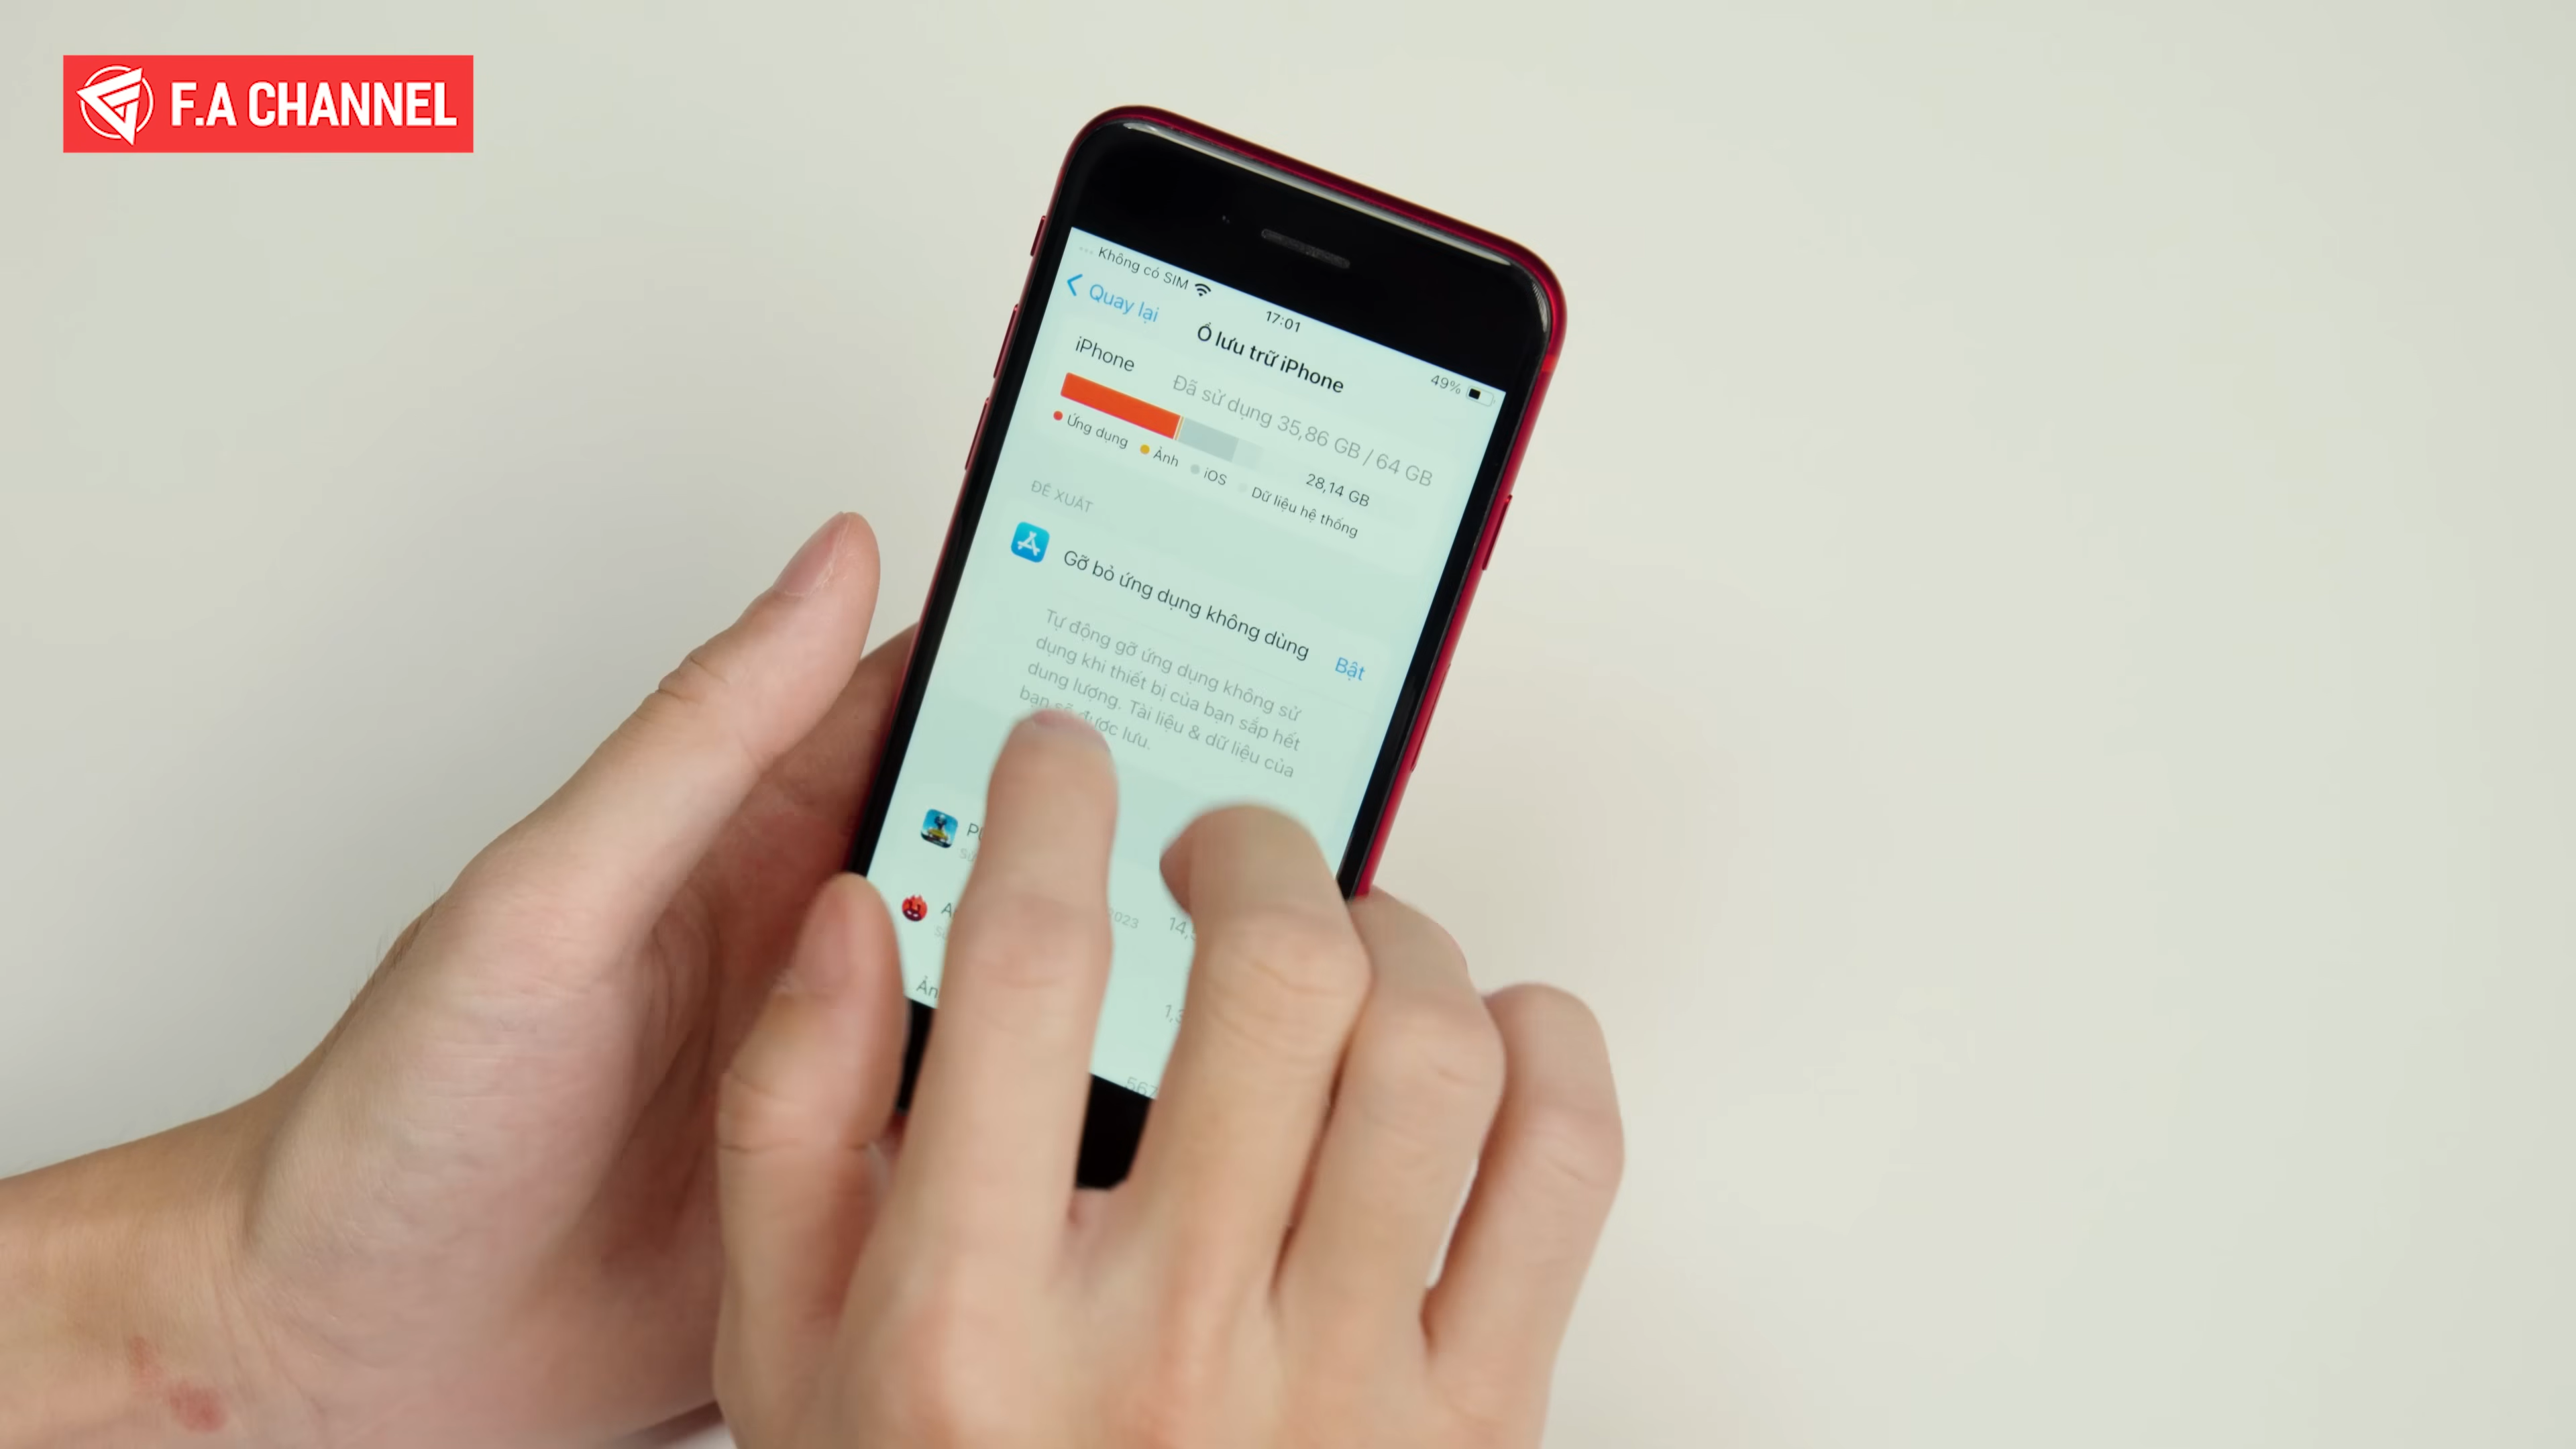 F.A CHANNEL
Không có SIM
17:01
49%
Quay lại
Ổ lưu trữ iPhone
iPhone
Đã sử dụng 35,86 GB / 64 GB
28,14 GB
Ứng dụng
Ảnh
iOS
Dữ liệu hệ thống
ĐỀ XUẤT
Gỡ bỏ ứng dụng không dùng
Bật
Tự động gỡ ứng dụng không sử
dụng khi thiết bị của bạn sắp hết
dung lượng. Tài liệu & dữ liệu của
bạn sẽ được lưu.